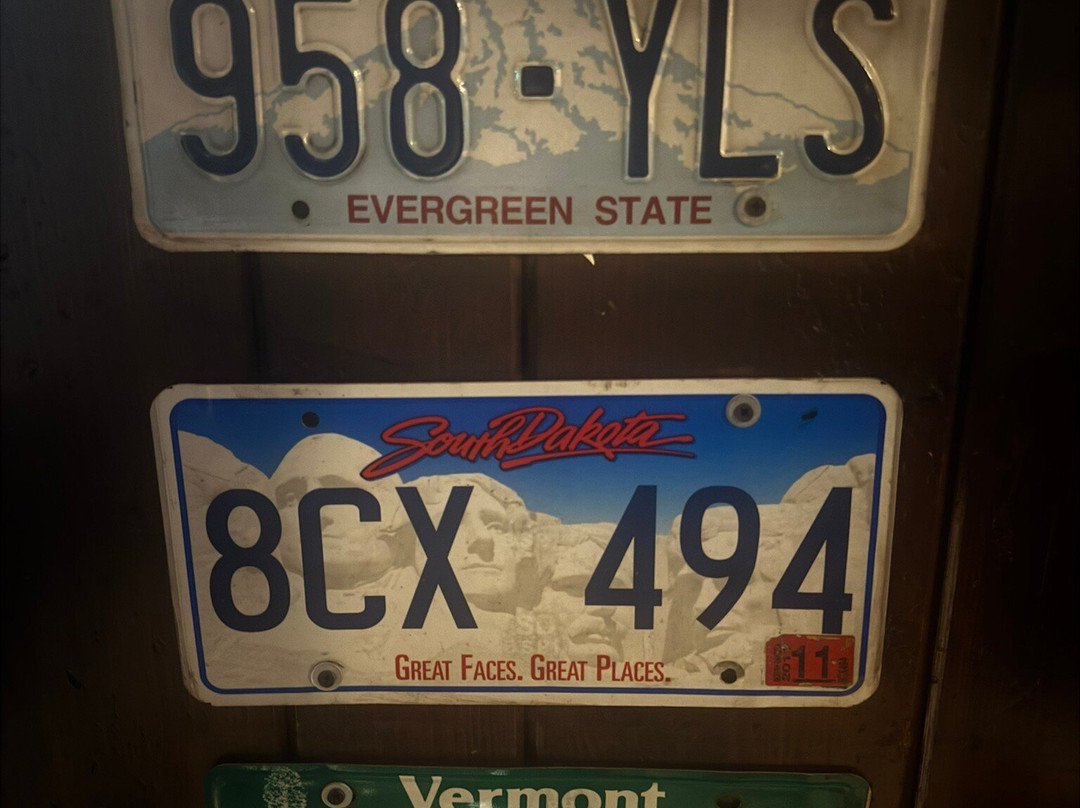 958·YLS
EVERGREEN STATE
South Dakota
8CX 494
GREAT FACES. GREAT PLACES.
11
Vermont